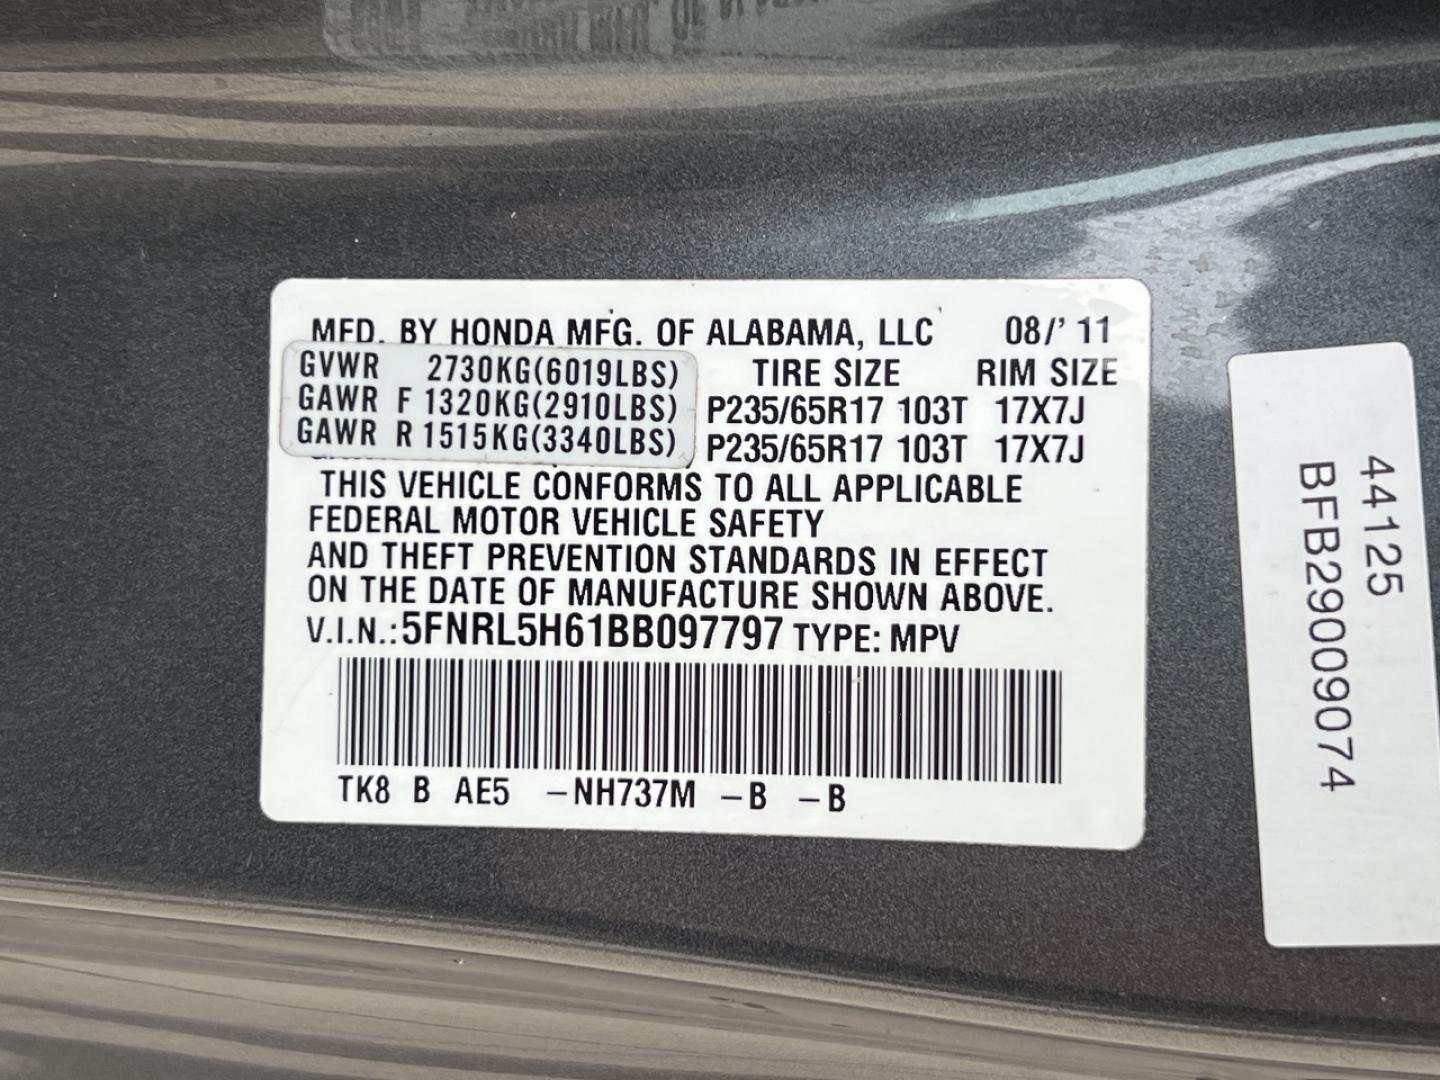 MFD. BY HONDA MFG. OF ALABAMA, LLC 08/' 11
GVWR 2730KG(6019LBS) TIRE SIZE RIM SIZE
GAWR F 1320KG(2910LBS) P235/65R17 103T 17X7J
GAWR R 1515KG(3340LBS) P235/65R17 103T 17X7J
THIS VEHICLE CONFORMS TO ALL APPLICABLE
FEDERAL MOTOR VEHICLE SAFETY
AND THEFT PREVENTION STANDARDS IN EFFECT
ON THE DATE OF MANUFACTURE SHOWN ABOVE.
V.I.N.:5FNRL5H61BB097797 TYPE: MPV
TK8 B AE5 -NH737M -B -B
44125
BFB29009074